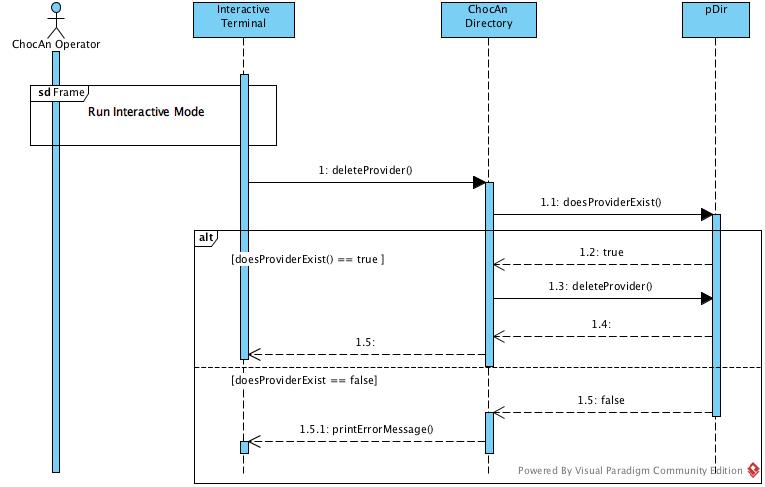 Interactive
Terminal
ChocAn
Directory
pDir
ChocAn Operator
sd Frame
Run Interactive Mode
1: deleteProvider()
1.1: doesProviderExist()
alt
1.2: true
[doesProviderExist() == true ]
1.3: deleteProvider()
1.4:
1.5:
[doesProviderExist == false]
1.5: false
1.5.1: printErrorMessage()
Powered By Visual Paradigm Community Edition